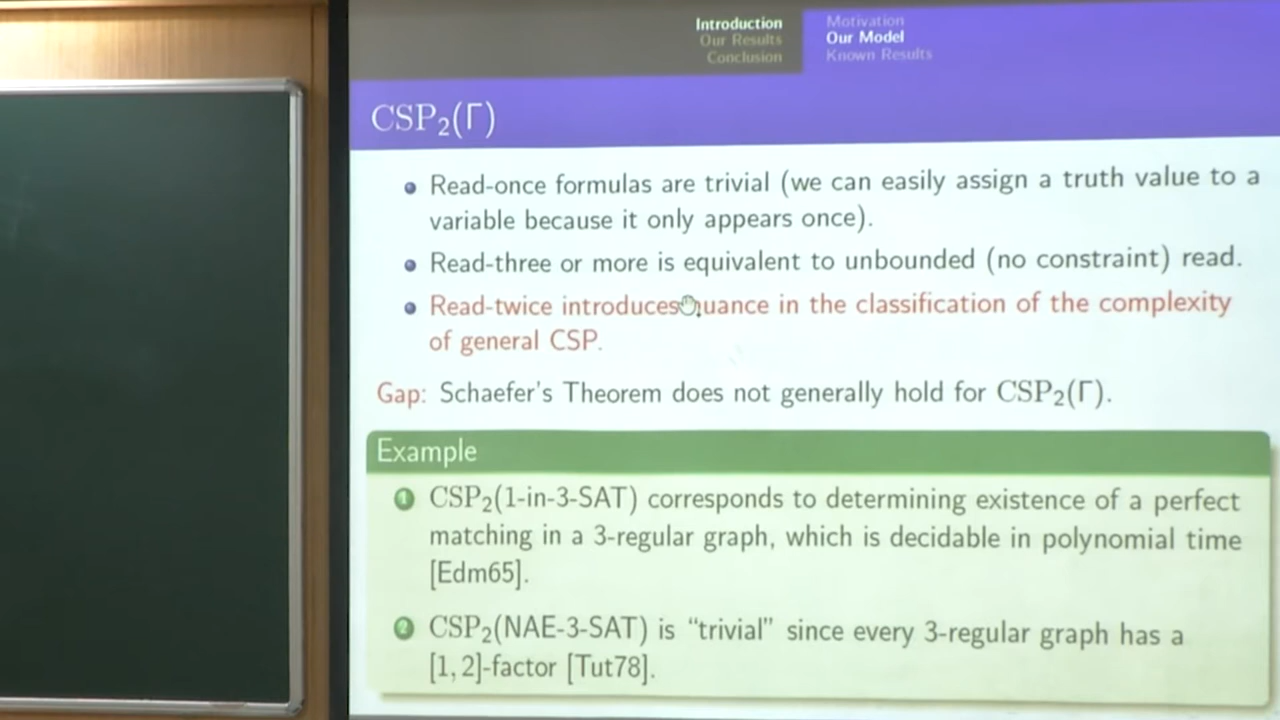 Introduction
Our Results
Conclusion
Motivation
Our Model
Known Results
CSP₂(Γ)
Read-once formulas are trivial (we can easily assign a truth value to a
variable because it only appears once).
Read-three or more is equivalent to unbounded (no constraint) read.
Read-twice introduces nuance in the classification of the complexity
of general CSP.
Gap: Schaefer's Theorem does not generally hold for CSP₂(Γ).
Example
1 CSP₂(1-in-3-SAT) corresponds to determining existence of a perfect
matching in a 3-regular graph, which is decidable in polynomial time
[Edm65].
2 CSP₂(NAE-3-SAT) is “trivial” since every 3-regular graph has a
[1, 2]-factor [Tut78].